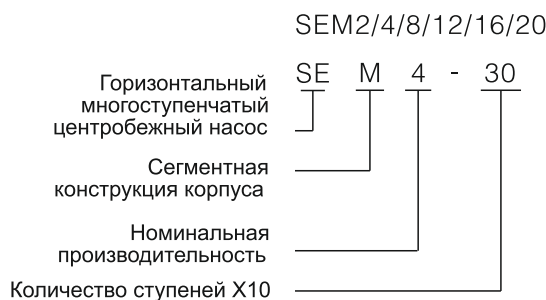 SEM2/4/8/12/16/20
SE M 4 - 30
Горизонтальный
многоступенчатый
центробежный насос
Сегментная
конструкция корпуса
Номинальная
производительность
Количество ступеней X10